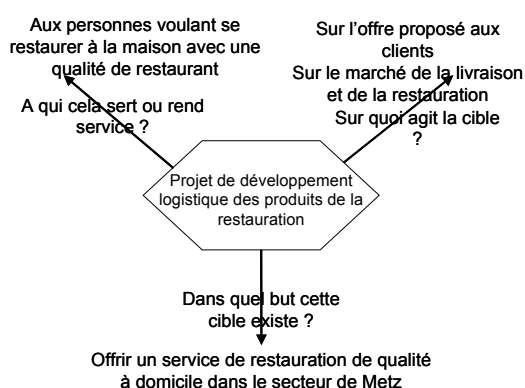 Aux personnes voulant se
restaurer à la maison avec une
qualité de restaurant
A qui cela sert ou rend
service ?
Sur l'offre proposé aux
clients
Sur le marché de la livraison
et de la restauration
Sur quoi agit la cible
?
Projet de développement
logistique des produits de la
restauration
Dans quel but cette
cible existe ?
Offrir un service de restauration de qualité
à domicile dans le secteur de Metz